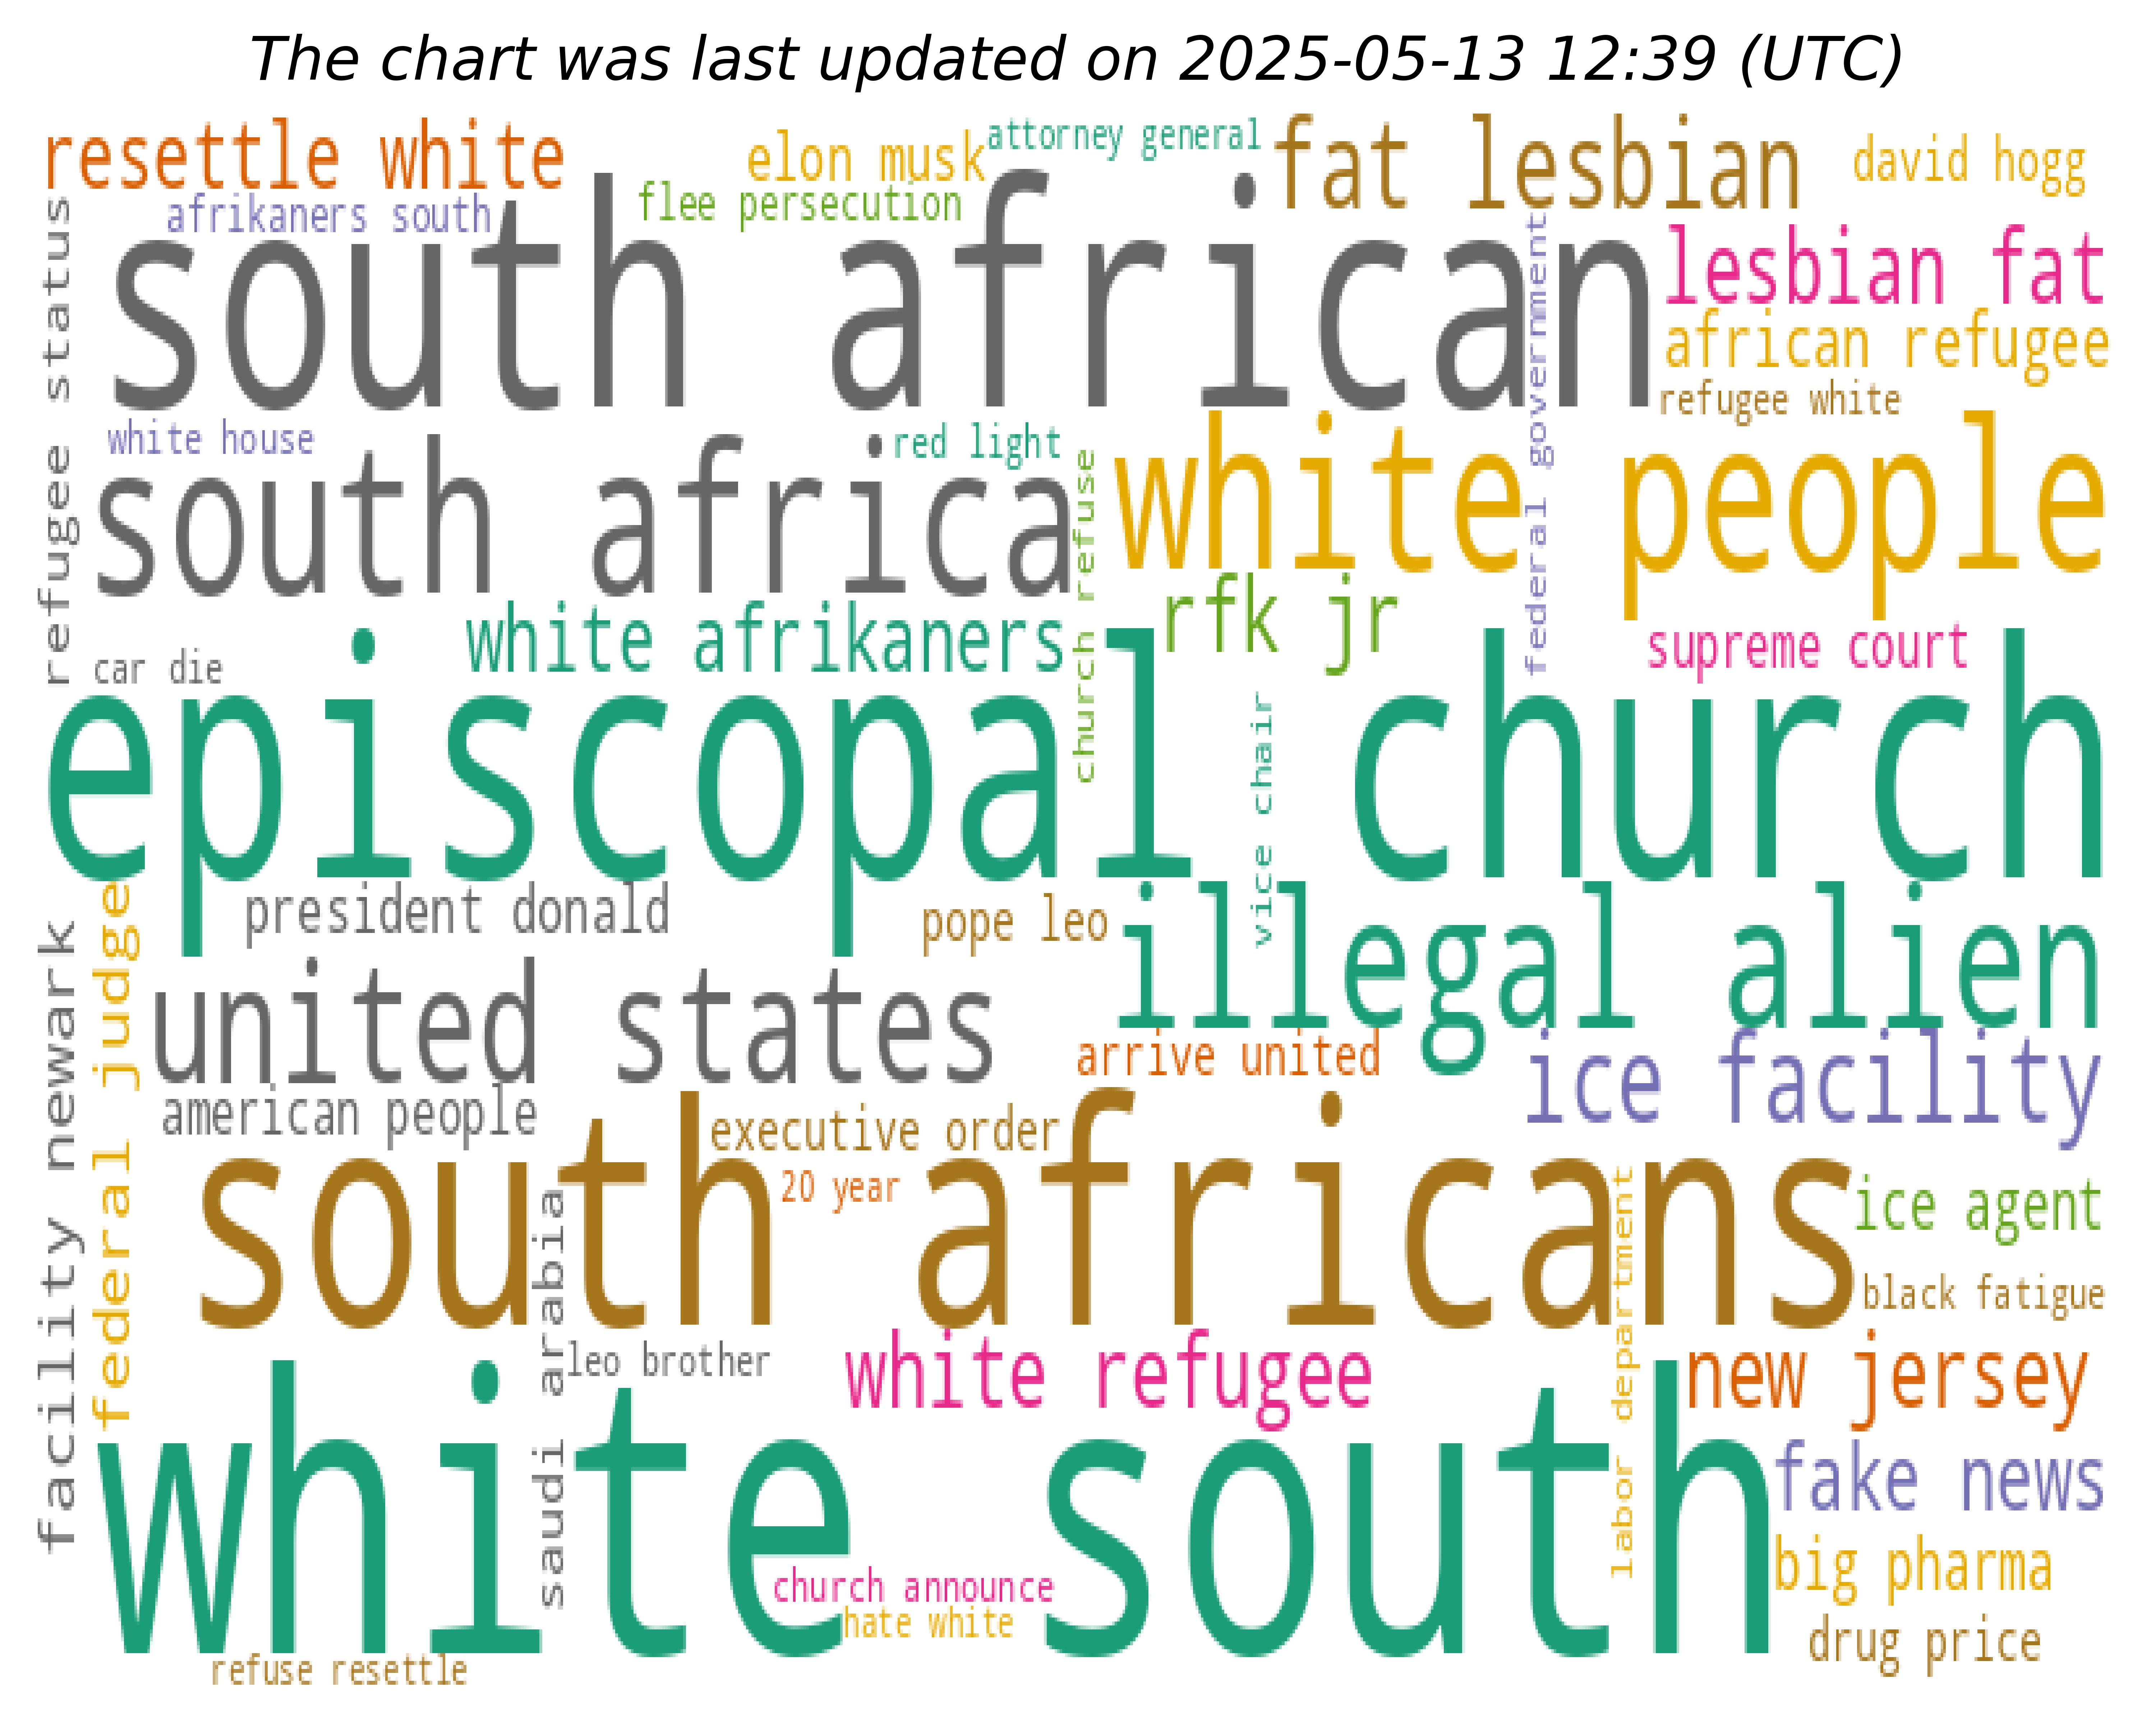 The chart was last updated on 2025-05-13 12:39 (UTC)
resettle white
elon musk
attorney general
fat lesbian
david hogg
afrikaners south
flee persecution
south african
lesbian fat
african refugee
refugee white
refugee status
white house
red light
south africa
white people
federal government
church refuse
white afrikaners
rfk jr
supreme court
car die
episcopal church
vice chair
president donald
pope leo
illegal alien
united states
arrive united
ice facility
federal judge
facility newark
american people
executive order
20 year
south africans
ice agent
black fatigue
saudi arabia
leo brother
white refugee
labor department
new jersey
white south
fake news
big pharma
church announce
hate white
drug price
refuse resettle